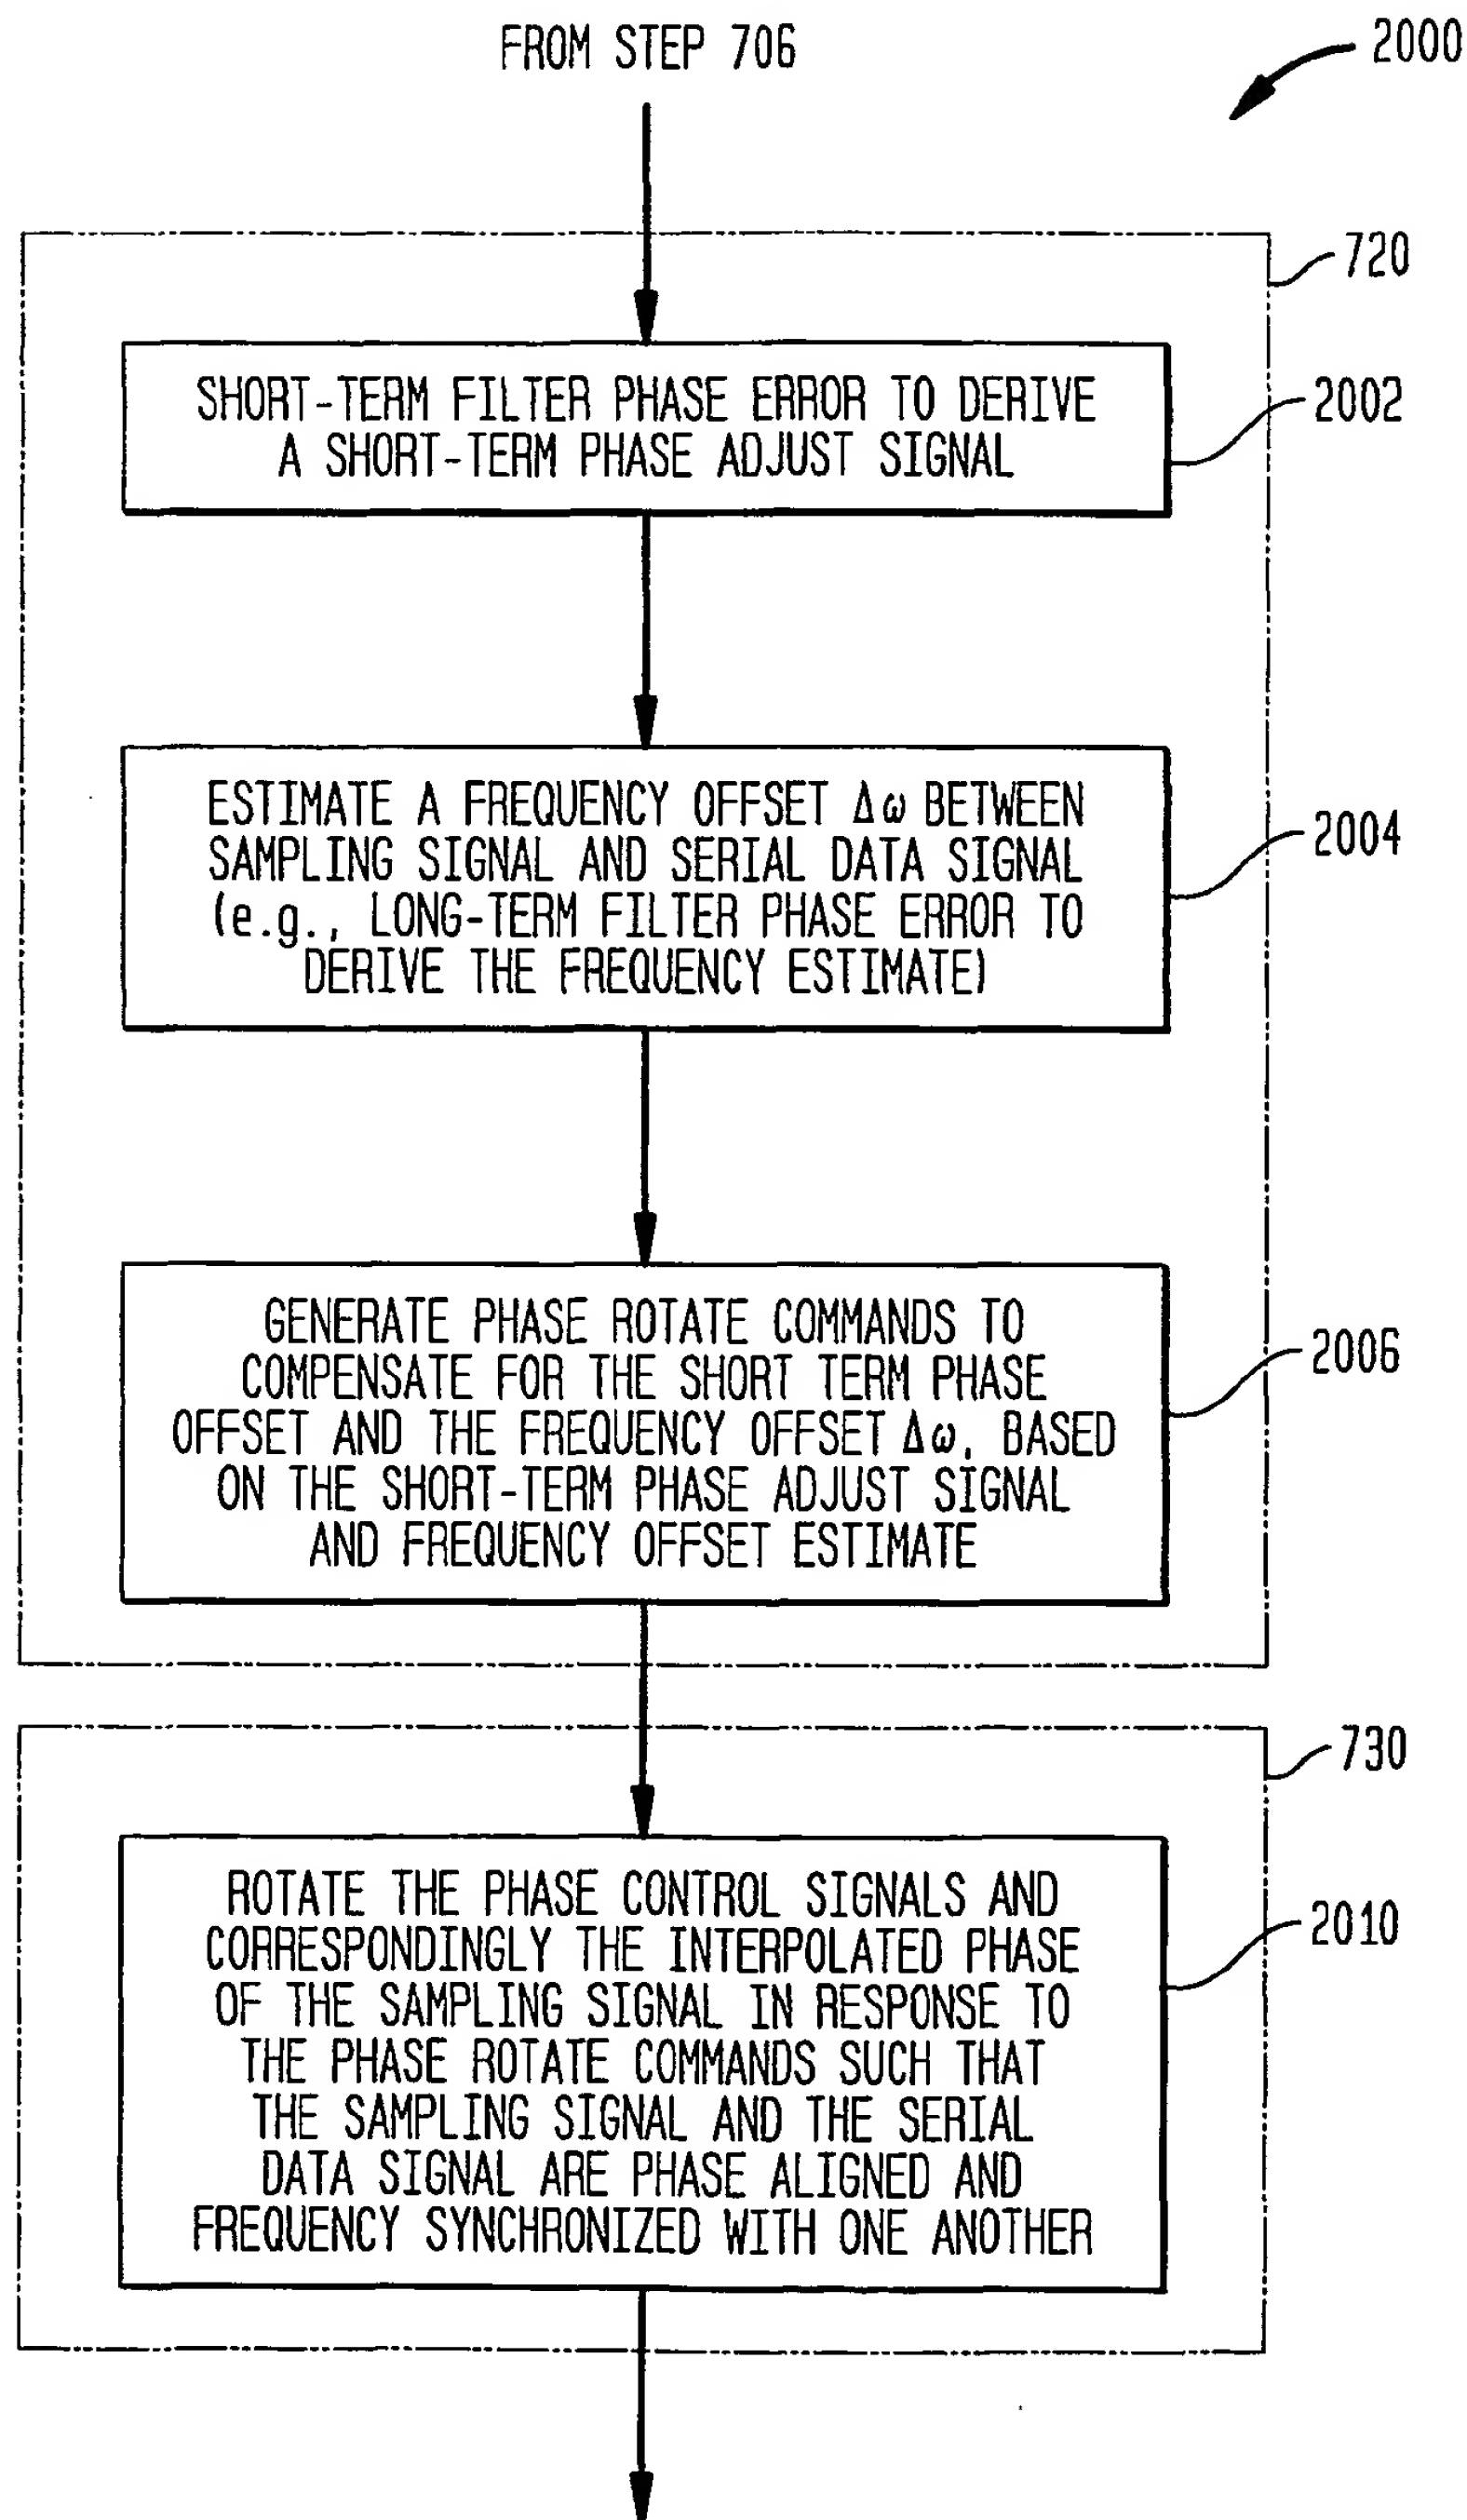 FROM STEP 706
2000
720
SHORT-TERM FILTER PHASE ERROR TO DERIVE
A SHORT-TERM PHASE ADJUST SIGNAL
2002
ESTIMATE A FREQUENCY OFFSET Δω BETWEEN
SAMPLING SIGNAL AND SERIAL DATA SIGNAL
(e.g., LONG-TERM FILTER PHASE ERROR TO
DERIVE THE FREQUENCY ESTIMATE)
2004
GENERATE PHASE ROTATE COMMANDS TO
COMPENSATE FOR THE SHORT TERM PHASE
OFFSET AND THE FREQUENCY OFFSET Δω, BASED
ON THE SHORT-TERM PHASE ADJUST SIGNAL
AND FREQUENCY OFFSET ESTIMATE
2006
730
ROTATE THE PHASE CONTROL SIGNALS AND
CORRESPONDINGLY THE INTERPOLATED PHASE
OF THE SAMPLING SIGNAL IN RESPONSE TO
THE PHASE ROTATE COMMANDS SUCH THAT
THE SAMPLING SIGNAL AND THE SERIAL
DATA SIGNAL ARE PHASE ALIGNED AND
FREQUENCY SYNCHRONIZED WITH ONE ANOTHER
2010